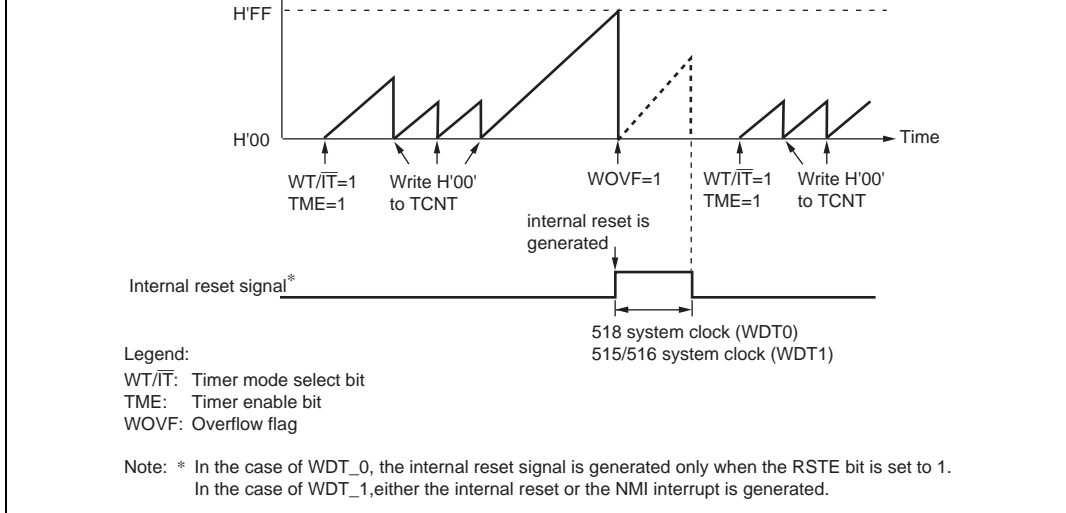 H'FF
H'00
Time
WT/IT=1
TME=1
Write H'00'
to TCNT
WOVF=1
WT/IT=1
TME=1
Write H'00'
to TCNT
internal reset is
generated
Internal reset signal*
518 system clock (WDT0)
515/516 system clock (WDT1)
Legend:
WT/IT: Timer mode select bit
TME: Timer enable bit
WOVF: Overflow flag
Note: * In the case of WDT_0, the internal reset signal is generated only when the RSTE bit is set to 1.
In the case of WDT_1,either the internal reset or the NMI interrupt is generated.